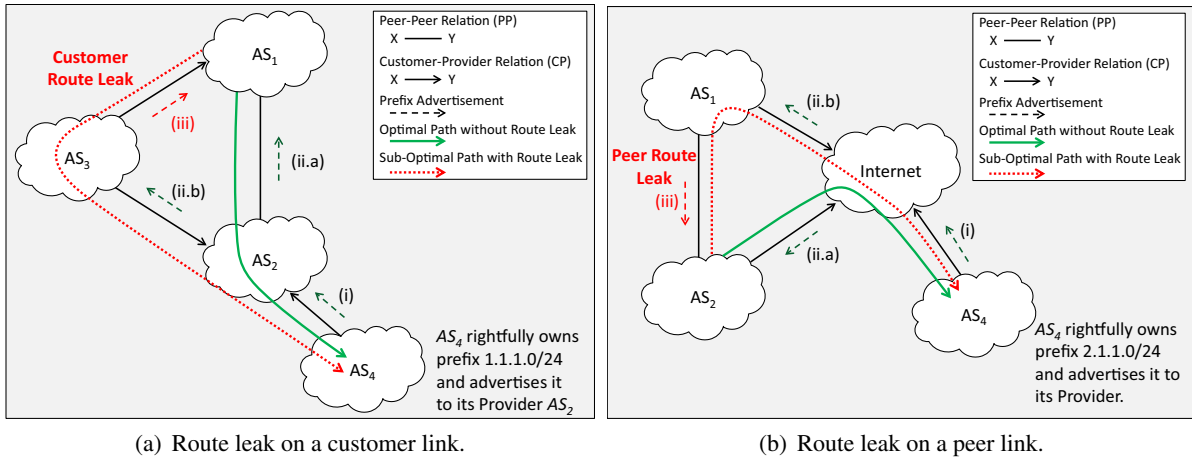 Customer
Route Leak
AS1
(iii)
AS3
(ii.a)
(ii.b)
AS2
(i)
AS4
AS4 rightfully owns
prefix 1.1.1.0/24
and advertises it
to its Provider AS2
Peer-Peer Relation (PP)
X Y
Customer-Provider Relation (CP)
X Y
Prefix Advertisement
Optimal Path without Route Leak
Sub-Optimal Path with Route Leak
(a) Route leak on a customer link.
AS1
(ii.b)
Peer Route
Leak
(iii)
Internet
(ii.a)
(i)
AS2
AS4
AS4 rightfully owns
prefix 2.1.1.0/24
and advertises it to
its Provider.
Peer-Peer Relation (PP)
X Y
Customer-Provider Relation (CP)
X Y
Prefix Advertisement
Optimal Path without Route Leak
Sub-Optimal Path with Route Leak
(b) Route leak on a peer link.